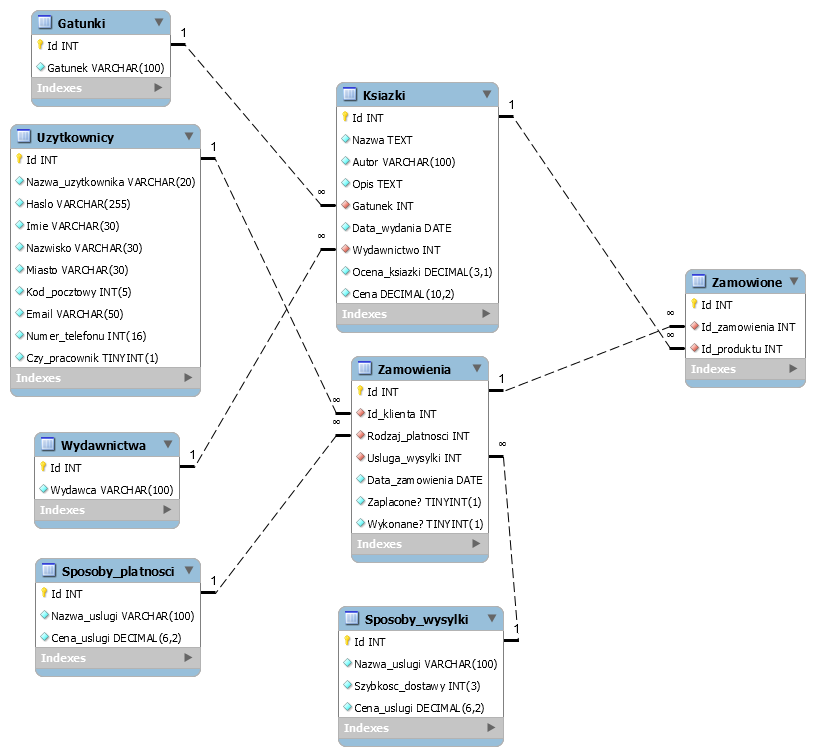 Gatunki
Id INT
Gatunek VARCHAR(100)
Indexes
1
Uzytkownicy
Id INT
Nazwa_uzytkownika VARCHAR(20)
Haslo VARCHAR(255)
Imie VARCHAR(30)
Nazwisko VARCHAR(30)
Miasto VARCHAR(30)
Kod_pocztowy INT(5)
Email VARCHAR(50)
Numer_telefonu INT(16)
Czy_pracownik TINYINT(1)
Indexes
1
Wydawnictwa
Id INT
Wydawca VARCHAR(100)
Indexes
1
Sposoby_platnosci
Id INT
Nazwa_uslugi VARCHAR(100)
Cena_uslugi DECIMAL(6,2)
Indexes
1
Ksiazki
Id INT
Nazwa TEXT
Autor VARCHAR(100)
Opis TEXT
Gatunek INT
Data_wydania DATE
Wydawnictwo INT
Ocena_ksiazki DECIMAL(3,1)
Cena DECIMAL(10,2)
Indexes
1
∞
∞
Zamowienia
Id INT
Id_klienta INT
Rodzaj_platnosci INT
Usluga_wysylki INT
Data_zamowienia DATE
Zaplacone? TINYINT(1)
Wykonane? TINYINT(1)
Indexes
1
∞
∞
∞
Sposoby_wysylki
Id INT
Nazwa_uslugi VARCHAR(100)
Szybkosc_dostawy INT(3)
Cena_uslugi DECIMAL(6,2)
Indexes
1
Zamowione
Id INT
Id_zamowienia INT
Id_produktu INT
Indexes
∞
∞